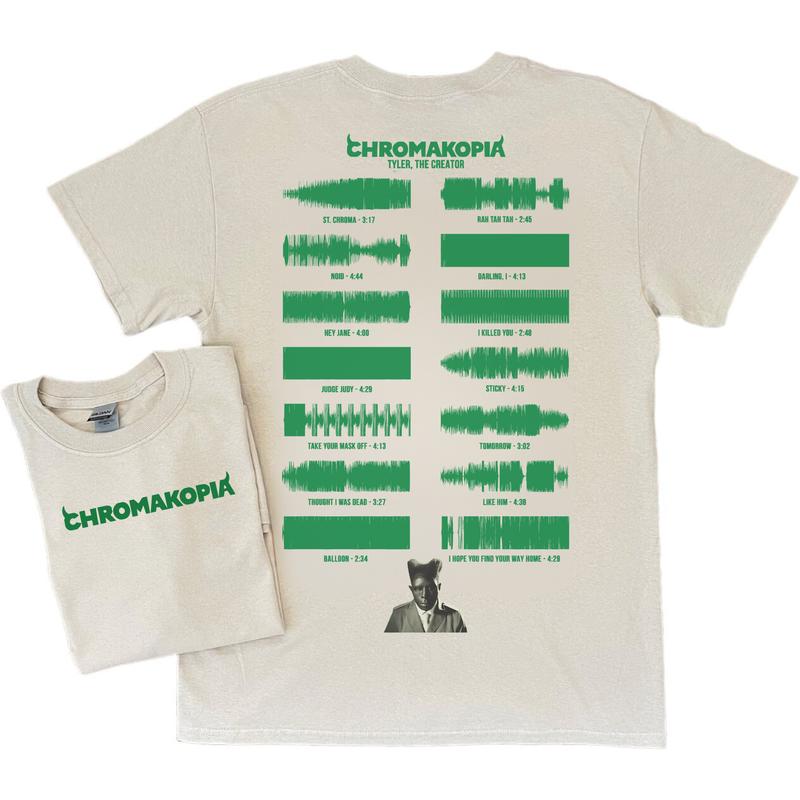 CHROMAKOPIA
TYLER, THE CREATOR
ST. CHROMA - 3:17
RAH TAH TAH - 2:45
NOID - 4:44
DARLING, I - 4:13
HEY JANE - 4:00
I KILLED YOU - 2:48
JUDGE JUDY - 4:29
STICKY - 4:15
TAKE YOUR MASK OFF - 4:13
TOMORROW - 3:02
THOUGHT I WAS DEAD - 3:27
LIKE HIM - 4:38
BALLOON - 2:34
I HOPE YOU FIND YOUR WAY HOME - 4:29
CHROMAKOPIA